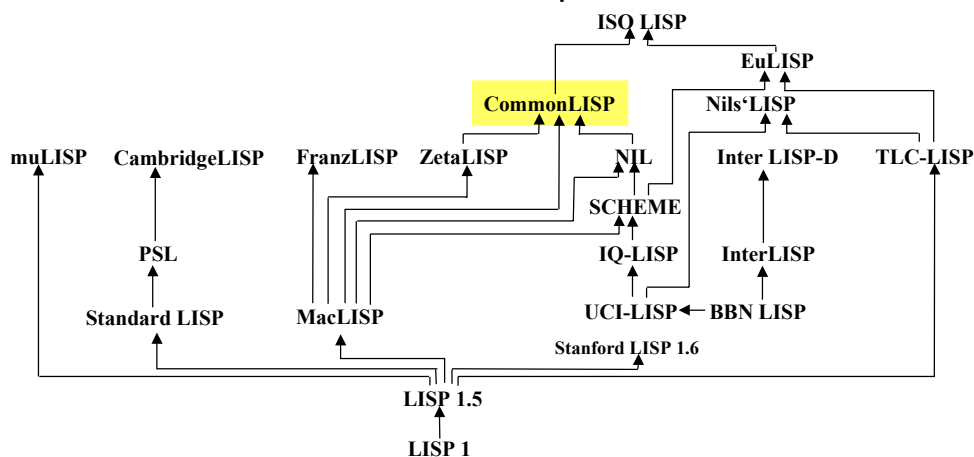 ISO LISP
EuLISP
CommonLISP
Nils‘LISP
muLISP
CambridgeLISP
FranzLISP
ZetaLISP
NIL
Inter LISP-D
TLC-LISP
SCHEME
PSL
IQ-LISP
InterLISP
Standard LISP
MacLISP
UCI-LISP
BBN LISP
Stanford LISP 1.6
LISP 1.5
LISP 1